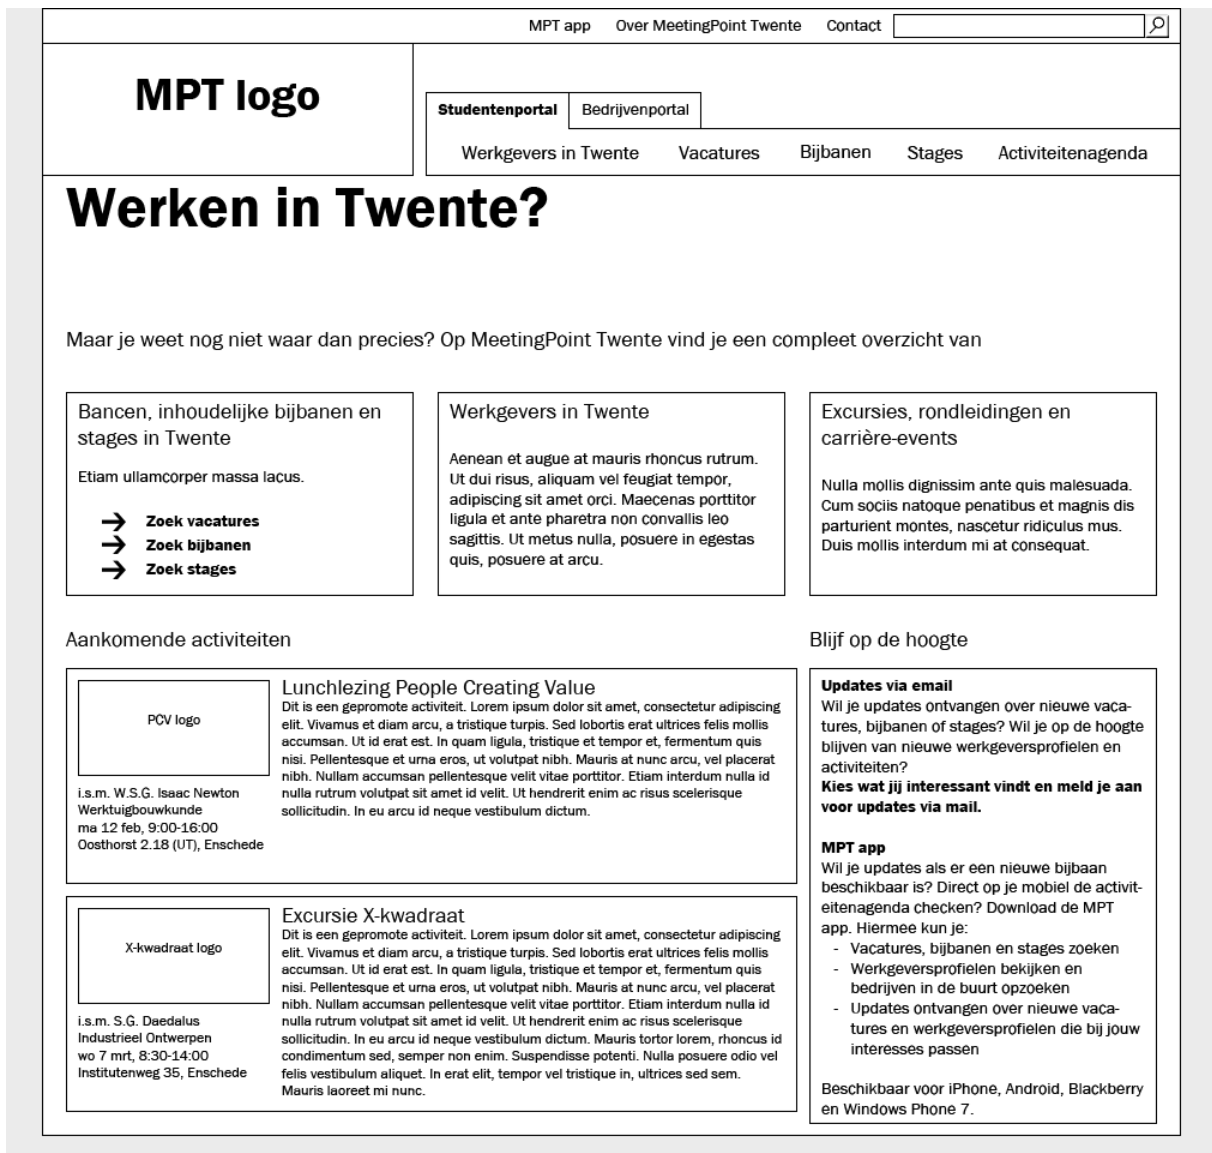 MPT app Over MeetingPoint Twente Contact
MPT logo
Studentenportal Bedrijvenportal
Werkgevers in Twente Vacatures Bijbanen Stages Activiteitenagenda
Werken in Twente?
Maar je weet nog niet waar dan precies? Op MeetingPoint Twente vind je een compleet overzicht van
Bancen, inhoudelijke bijbanen en
stages in Twente
Etiam ullamcorper massa lacus.
Zoek vacatures
Zoek bijbanen
Zoek stages
Werkgevers in Twente
Aenean et augue at mauris rhoncus rutrum.
Ut dui risus, aliquam vel feugiat tempor,
adipiscing sit amet orci. Maecenas porttitor
ligula et ante pharetra non convallis leo
sagittis. Ut metus nulla, posuere in egestas
quis, posuere at arcu.
Excursies, rondleidingen en
carrière-events
Nulla mollis dignissim ante quis malesuada.
Cum sociis natoque penatibus et magnis dis
parturient montes, nascetur ridiculus mus.
Duis mollis interdum mi at consequat.
Aankomende activiteiten
PCV logo
i.s.m. W.S.G. Isaac Newton
Werktuigbouwkunde
ma 12 feb, 9:00-16:00
Oosthorst 2.18 (UT), Enschede
Lunchlezing People Creating Value
Dit is een gepromote activiteit. Lorem ipsum dolor sit amet, consectetur adipiscing
elit. Vivamus et diam arcu, a tristique turpis. Sed lobortis erat ultrices felis mollis
accumsan. Ut id erat est. In quam ligula, tristique et tempor et, fermentum quis
nisi. Pellentesque et urna eros, ut volutpat nibh. Mauris at nunc arcu, vel placerat
nibh. Nullam accumsan pellentesque velit vitae porttitor. Etiam interdum nulla id
nulla rutrum volutpat sit amet id velit. Ut hendrerit enim ac risus scelerisque
sollicitudin. In eu arcu id neque vestibulum dictum.
X-kwadraat logo
i.s.m. S.G. Daedalus
Industrieel Ontwerpen
wo 7 mrt, 8:30-14:00
Institutenweg 35, Enschede
Excursie X-kwadraat
Dit is een gepromote activiteit. Lorem ipsum dolor sit amet, consectetur adipiscing
elit. Vivamus et diam arcu, a tristique turpis. Sed lobortis erat ultrices felis mollis
accumsan. Ut id erat est. In quam ligula, tristique et tempor et, fermentum quis
nisi. Pellentesque et urna eros, ut volutpat nibh. Mauris at nunc arcu, vel placerat
nibh. Nullam accumsan pellentesque velit vitae porttitor. Etiam interdum nulla id
nulla rutrum volutpat sit amet id velit. Ut hendrerit enim ac risus scelerisque
sollicitudin. In eu arcu id neque vestibulum dictum. Mauris tortor lorem, rhoncus id
condimentum sed, semper non enim. Suspendisse potenti. Nulla posuere odio vel
felis vestibulum aliquet. In erat elit, tempor vel tristique in, ultrices sed sem.
Mauris laoreet mi nunc.
Blijf op de hoogte
Updates via email
Wil je updates ontvangen over nieuwe vaca-
tures, bijbanen of stages? Wil je op de hoogte
blijven van nieuwe werkgeversprofielen en
activiteiten?
Kies wat jij interessant vindt en meld je aan
voor updates via mail.
MPT app
Wil je updates als er een nieuwe bijbaan
beschikbaar is? Direct op je mobiel de activit-
eitenagenda checken? Download de MPT
app. Hiermee kun je:
- Vacatures, bijbanen en stages zoeken
- Werkgeversprofielen bekijken en
bedrijven in de buurt opzoeken
- Updates ontvangen over nieuwe vaca-
tures en werkgeversprofielen die bij jouw
interesses passen
Beschikbaar voor iPhone, Android, Blackberry
en Windows Phone 7.